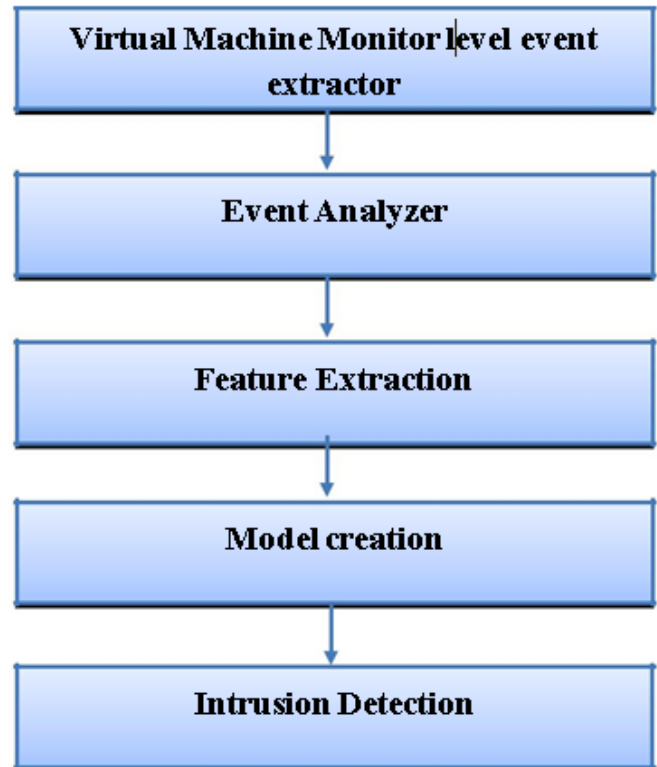 Virtual Machine Monitor level event
extractor
Event Analyzer
Feature Extraction
Model creation
Intrusion Detection